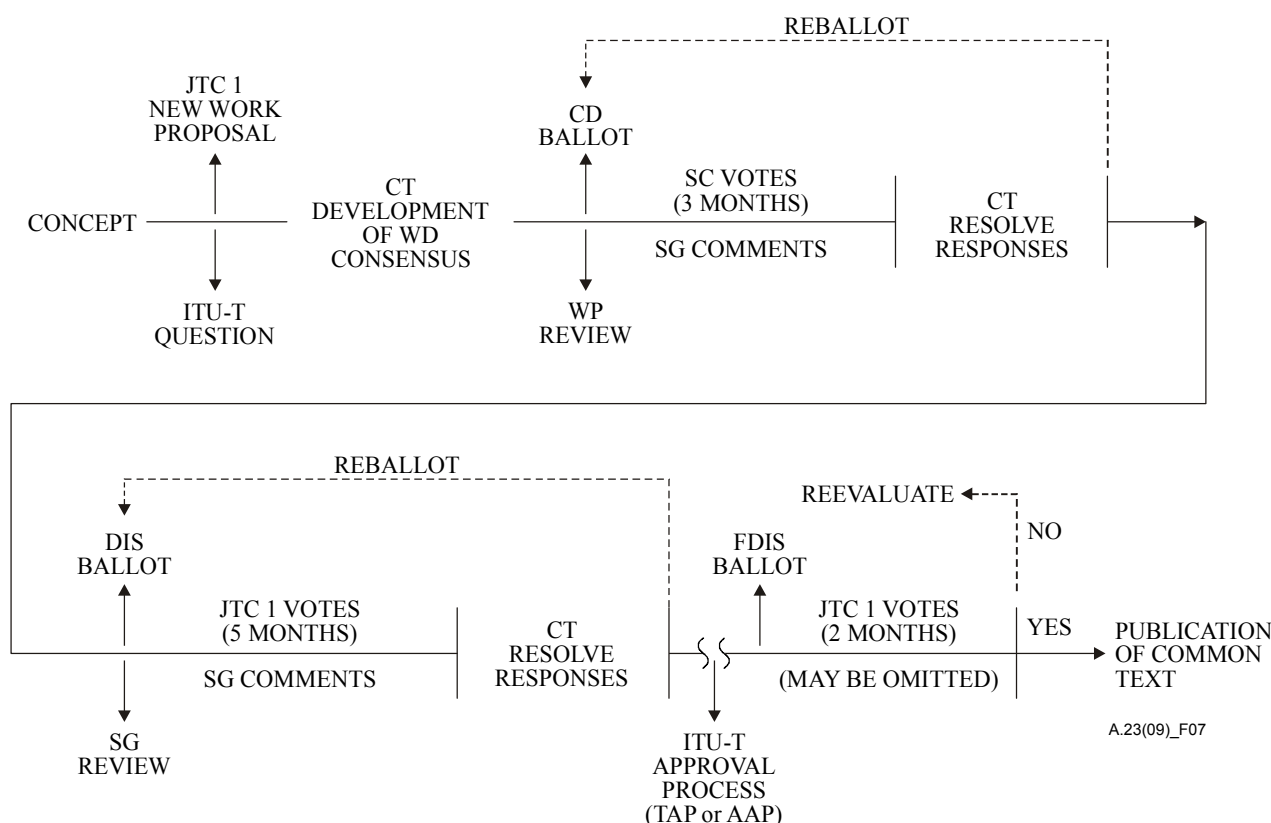 REBALLOT
JTC 1
NEW WORK
PROPOSAL
CD
BALLOT
CONCEPT
CT
DEVELOPMENT
OF WD
CONSENSUS
SC VOTES
(3 MONTHS)
SG COMMENTS
CT
RESOLVE
RESPONSES
ITU-T
QUESTION
WP
REVIEW
REBALLOT
REEVALUATE
NO
DIS
BALLOT
FDIS
BALLOT
JTC 1 VOTES
(5 MONTHS)
SG COMMENTS
CT
RESOLVE
RESPONSES
JTC 1 VOTES
(2 MONTHS)
(MAY BE OMITTED)
YES
PUBLICATION
OF COMMON
TEXT
SG
REVIEW
ITU-T
APPROVAL
PROCESS
(TAP or AAP)
A.23(09)_F07